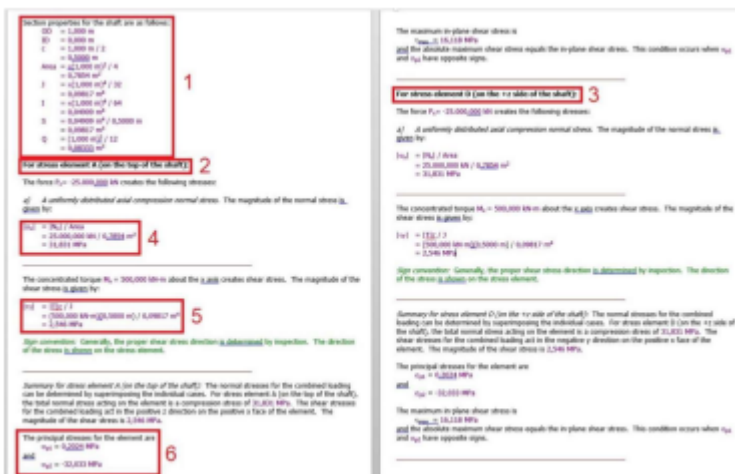 Section properties for the shaft are as follows:
OD = 1,000 m
ID = 0,000 m
c = 1,000 m / 2
= 0,5000 m
Area = π(1,000 m)² / 4
= 0,7854 m²
J = π(1,000 m)⁴ / 32
= 0,09817 m⁴
I = π(1,000 m)⁴ / 64
= 0,04909 m⁴
S = 0,04909 m⁴ / 0,5000 m
= 0,09817 m³
Q = (1,000 m)³ / 12
= 0,08333 m³
1
For stress element A (on the top of the shaft):
2
The force Fx= -25.000,000 kN creates the following stresses:
a) A uniformly distributed axial compression normal stress. The magnitude of the normal stress is
given by:
|σx| = |Nx| / Area
= 25.000,000 kN / 0,7854 m²
= 31,831 MPa
4
The concentrated torque Mx = 500,000 kN-m about the x axis creates shear stress. The magnitude of the
shear stress is given by:
|τ| = |T|c / J
= (500,000 kN-m)(0,5000 m) / 0,09817 m⁴
= 2,546 MPa
5
Sign convention: Generally, the proper shear stress direction is determined by inspection. The direction
of the stress is shown on the stress element.
Summary for stress element A (on the top of the shaft): The normal stresses for the combined loading
can be determined by superimposing the individual cases. For stress element A (on the top of the shaft),
the total normal stress acting on the element is a compression stress of 31,831 MPa. The shear stresses
for the combined loading act in the positive z direction on the positive x face of the element. The
magnitude of the shear stress is 2,546 MPa.
The principal stresses for the element are
σp1 = 0,2024 MPa
and
σp2 = -32,033 MPa
6
The maximum in-plane shear stress is
τmax = 16,118 MPa
and the absolute maximum shear stress equals the in-plane shear stress. This condition occurs when σp1
and σp2 have opposite signs.
For stress element D (on the +z side of the shaft):
3
The force Fx= -25.000,000 kN creates the following stresses:
a) A uniformly distributed axial compression normal stress. The magnitude of the normal stress is
given by:
|σx| = |Nx| / Area
= 25.000,000 kN / 0,7854 m²
= 31,831 MPa
The concentrated torque Mx = 500,000 kN-m about the x axis creates shear stress. The magnitude of the
shear stress is given by:
|τ| = |T|c / J
= (500,000 kN-m)(0,5000 m) / 0,09817 m⁴
= 2,546 MPa
Sign convention: Generally, the proper shear stress direction is determined by inspection. The direction
of the stress is shown on the stress element.
Summary for stress element D (on the +z side of the shaft): The normal stresses for the combined
loading can be determined by superimposing the individual cases. For stress element D (on the +z side of
the shaft), the total normal stress acting on the element is a compression stress of 31,831 MPa. The
shear stresses for the combined loading act in the negative y direction on the positive x face of the
element. The magnitude of the shear stress is 2,546 MPa.
The principal stresses for the element are
σp1 = 0,2024 MPa
and
σp2 = -32,033 MPa
The maximum in-plane shear stress is
τmax = 16,118 MPa
and the absolute maximum shear stress equals the in-plane shear stress. This condition occurs when σp1
and σp2 have opposite signs.